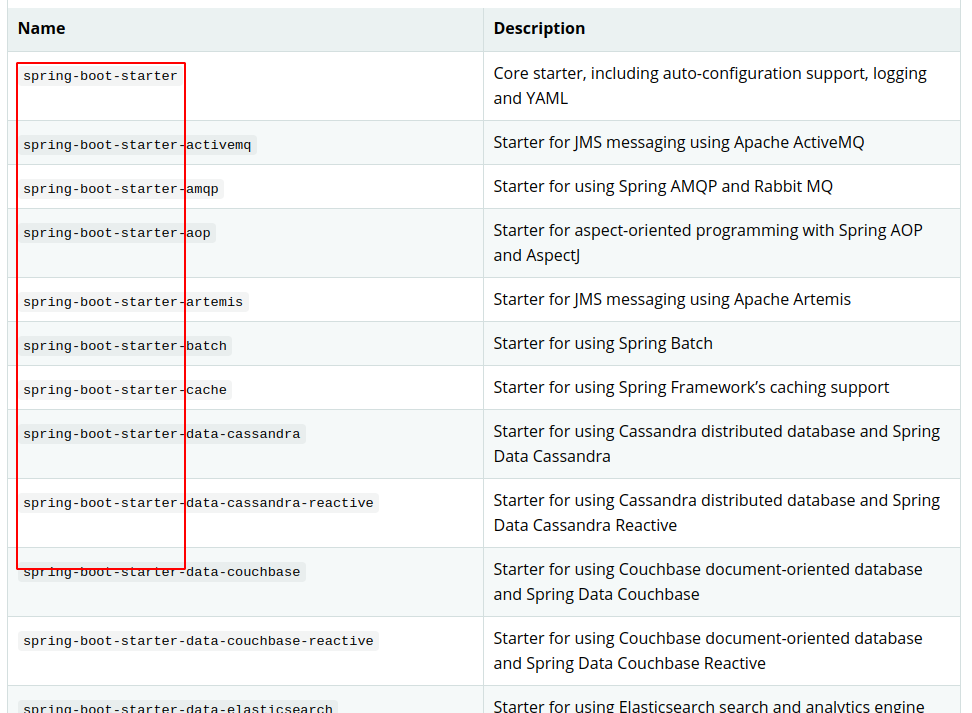 Name Description
spring-boot-starter Core starter, including auto-configuration support, logging
and YAML
spring-boot-starter-activemq Starter for JMS messaging using Apache ActiveMQ
spring-boot-starter-amqp Starter for using Spring AMQP and Rabbit MQ
spring-boot-starter-aop Starter for aspect-oriented programming with Spring AOP
and AspectJ
spring-boot-starter-artemis Starter for JMS messaging using Apache Artemis
spring-boot-starter-batch Starter for using Spring Batch
spring-boot-starter-cache Starter for using Spring Framework’s caching support
spring-boot-starter-data-cassandra Starter for using Cassandra distributed database and Spring
Data Cassandra
spring-boot-starter-data-cassandra-reactive Starter for using Cassandra distributed database and Spring
Data Cassandra Reactive
spring-boot-starter-data-couchbase Starter for using Couchbase document-oriented database
and Spring Data Couchbase
spring-boot-starter-data-couchbase-reactive Starter for using Couchbase document-oriented database
and Spring Data Couchbase Reactive
spring-boot-starter-data-elasticsearch Starter for using Elasticsearch search and analytics engine